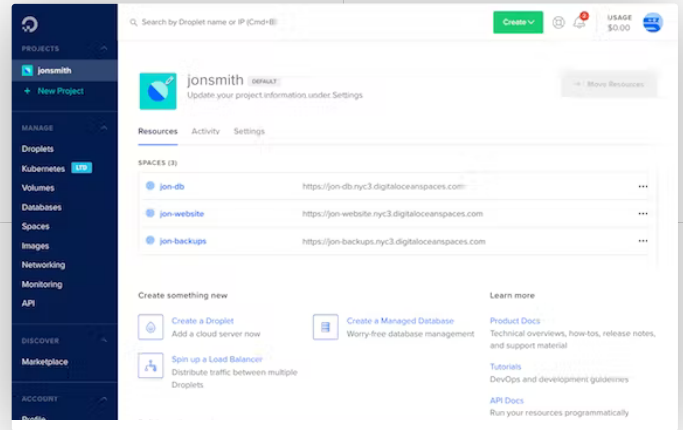 Search by Droplet name or IP (Cmd+B)
Create
3
USAGE
$0.00
PROJECTS
jonsmith
+ New Project
MANAGE
Droplets
Kubernetes LTD
Volumes
Databases
Spaces
Images
Networking
Monitoring
API
DISCOVER
Marketplace
ACCOUNT
Profile
jonsmith DEFAULT
Update your project information under Settings
→ Move Resources
Resources Activity Settings
SPACES (3)
jon-db https://jon-db.nyc3.digitaloceanspaces.com
jon-website https://jon-website.nyc3.digitaloceanspaces.com
jon-backups https://jon-backups.nyc3.digitaloceanspaces.com
Create something new
Create a Droplet
Add a cloud server now
Create a Managed Database
Worry-free database management
Spin up a Load Balancer
Distribute traffic between multiple
Droplets
Learn more
Product Docs
Technical overviews, how-tos, release notes,
and support material
Tutorials
DevOps and development guidelines
API Docs
Run your resources programmatically